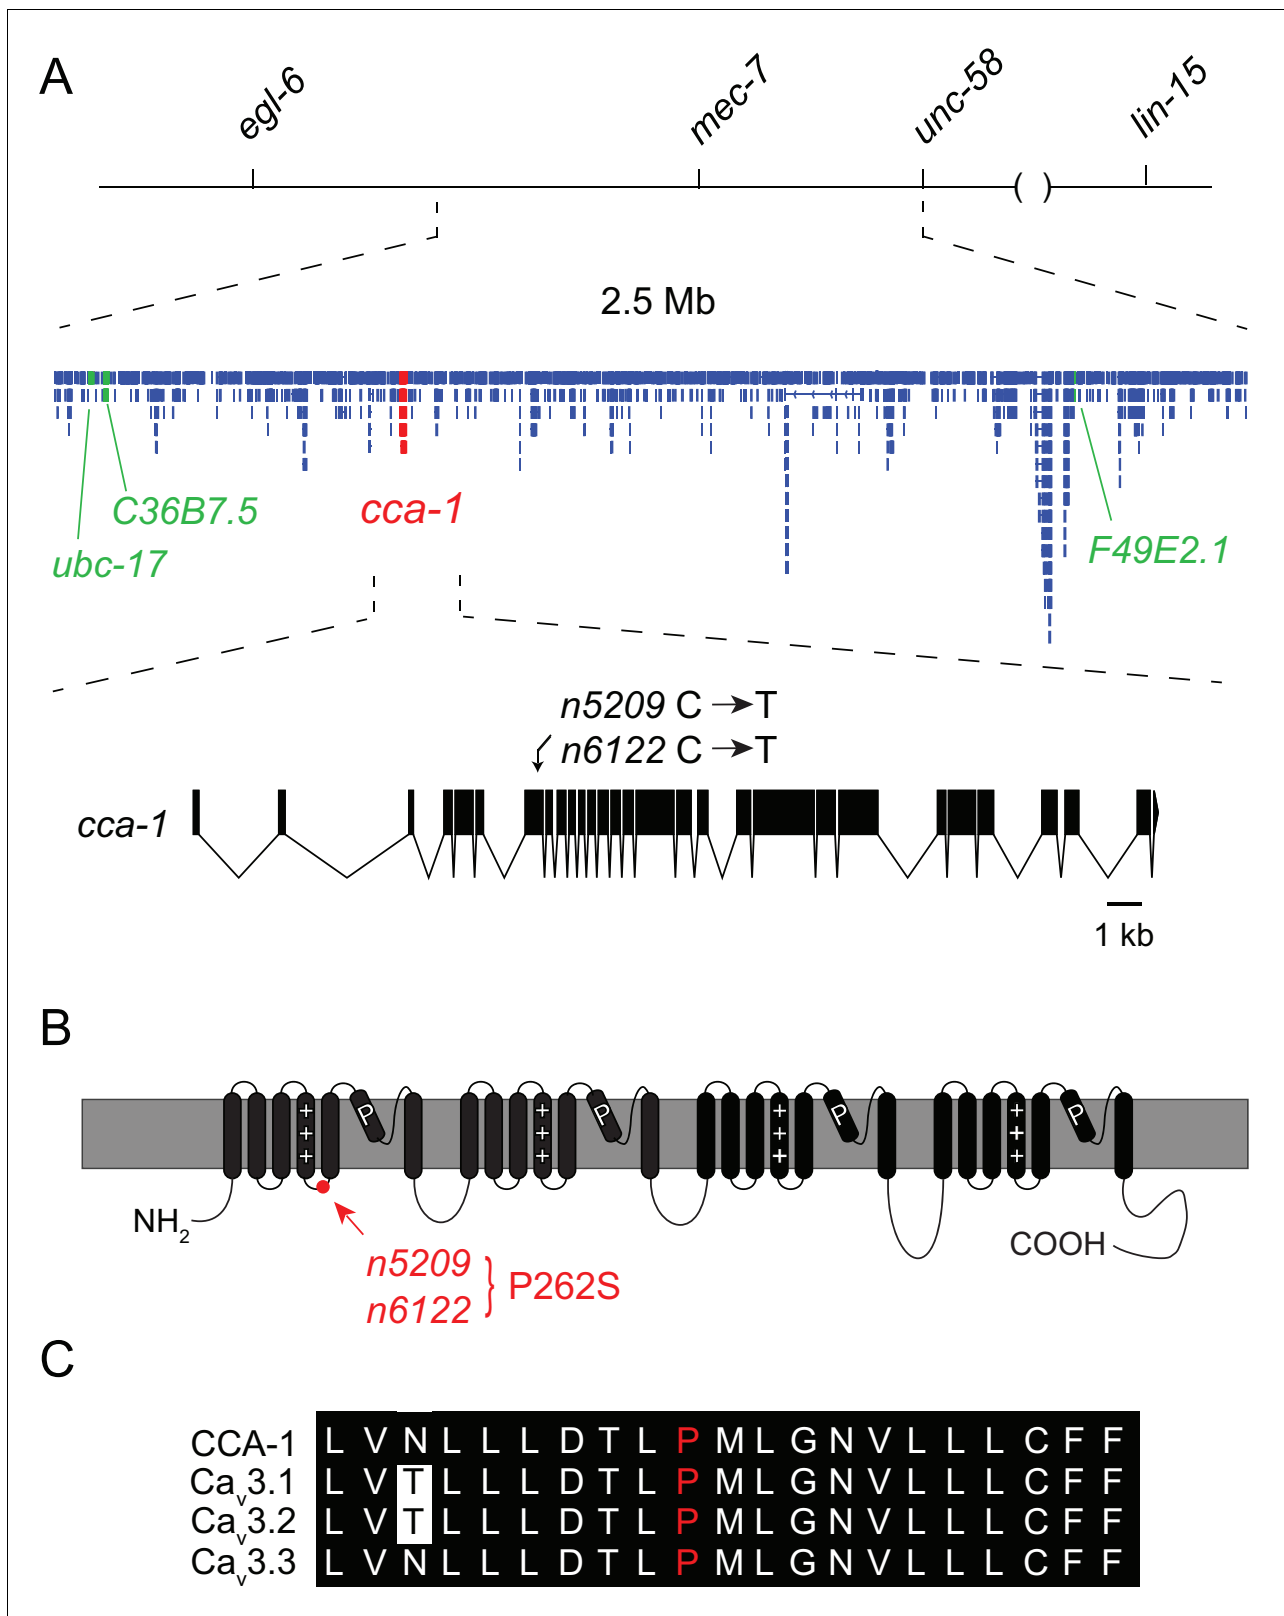 A
egl-6 mec-7 unc-58 lin-15
( )
2.5 Mb
C36B7.5 cca-1
ubc-17 F49E2.1
n5209 C → T
n6122 C → T
cca-1
1 kb
B
+ + + +
+ + + +
+ + + +
P P P P
NH2
COOH
n5209
n6122 } P262S
C
CCA-1 L V N L L L D T L P M L G N V L L L C F F
Cav3.1 L V T L L L D T L P M L G N V L L L C F F
Cav3.2 L V T L L L D T L P M L G N V L L L C F F
Cav3.3 L V N L L L D T L P M L G N V L L L C F F